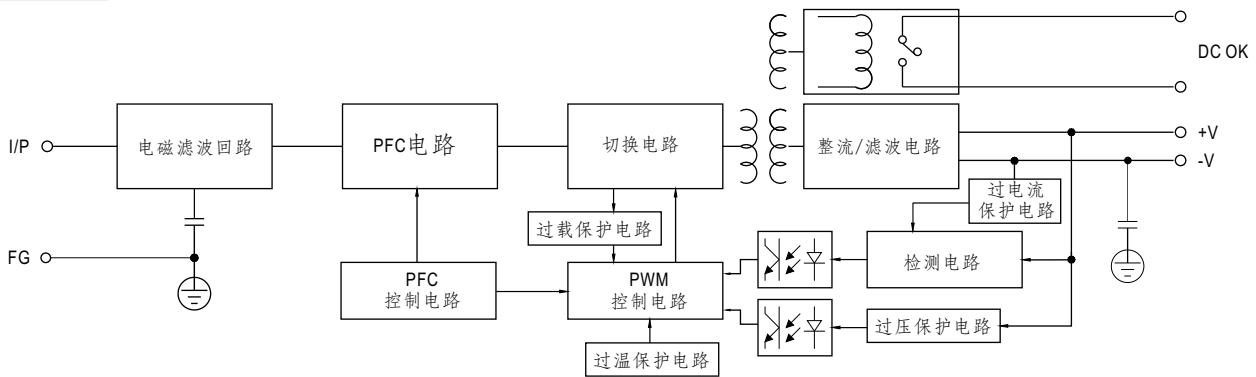 DC OK
I/P
电磁滤波回路
PFC电路
切换电路
整流/滤波电路
+V
-V
过电流
保护电路
过载保护电路
FG
PFC
控制电路
PWM
控制电路
检测电路
过压保护电路
过温保护电路